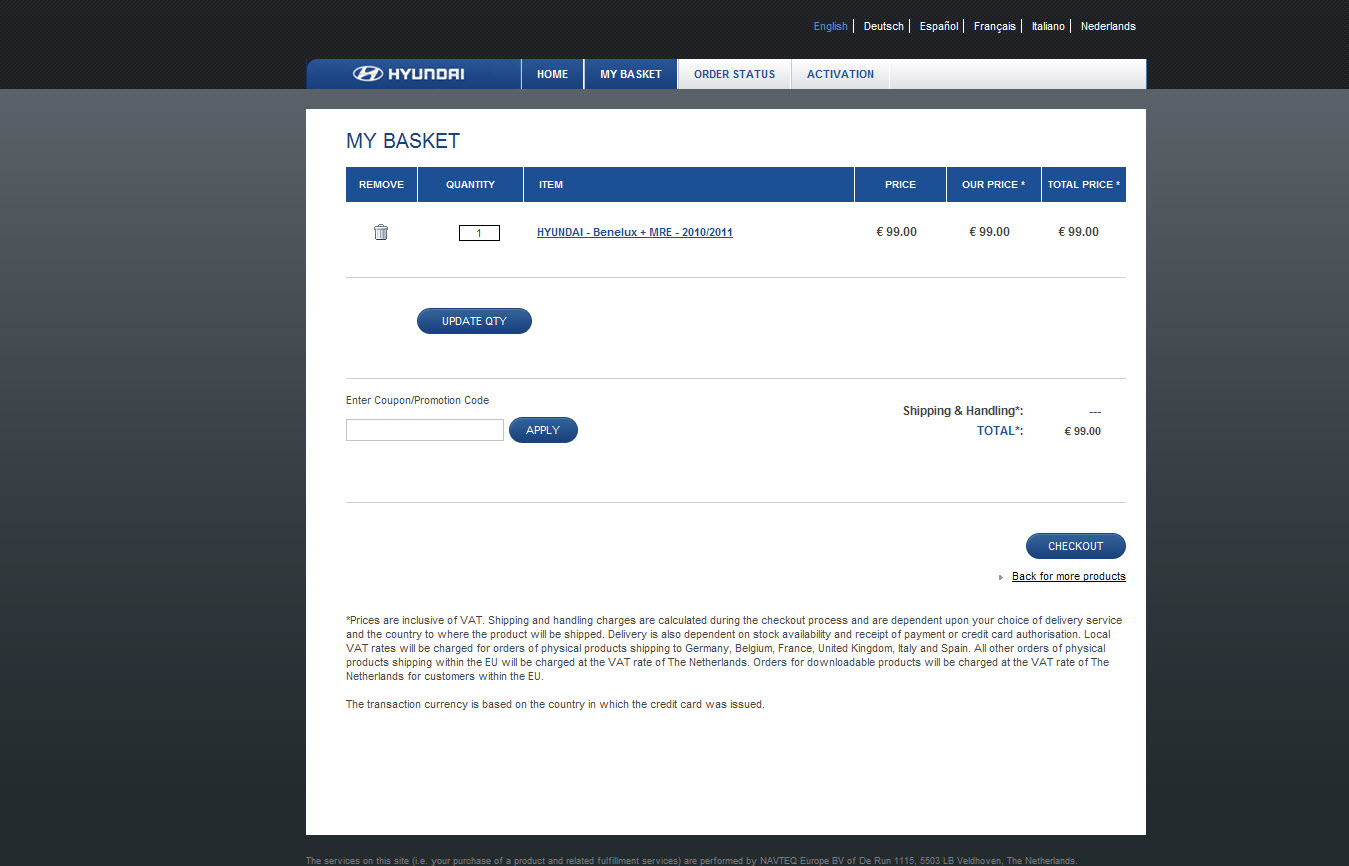 English Deutsch Español Français Italiano Nederlands
HYUNDAI HOME MY BASKET ORDER STATUS ACTIVATION
MY BASKET
REMOVE QUANTITY ITEM PRICE OUR PRICE * TOTAL PRICE *
1 HYUNDAI - Benelux + MRE - 2010/2011 € 99.00 € 99.00 € 99.00
UPDATE QTY
Enter Coupon/Promotion Code
Shipping & Handling*: ---
APPLY
TOTAL*: € 99.00
CHECKOUT
Back for more products
*Prices are inclusive of VAT. Shipping and handling charges are calculated during the checkout process and are dependent upon your choice of delivery service
and the country to where the product will be shipped. Delivery is also dependent on stock availability and receipt of payment or credit card authorisation. Local
VAT rates will be charged for orders of physical products shipping to Germany, Belgium, France, United Kingdom, Italy and Spain. All other orders of physical
products shipping within the EU will be charged at the VAT rate of The Netherlands. Orders for downloadable products will be charged at the VAT rate of The
Netherlands for customers within the EU.
The transaction currency is based on the country in which the credit card was issued.
The services on this site (i.e. your purchase of a product and related fulfillment services) are performed by NAVTEQ Europe BV of De Run 1115, 5503 LB Veldhoven, The Netherlands.